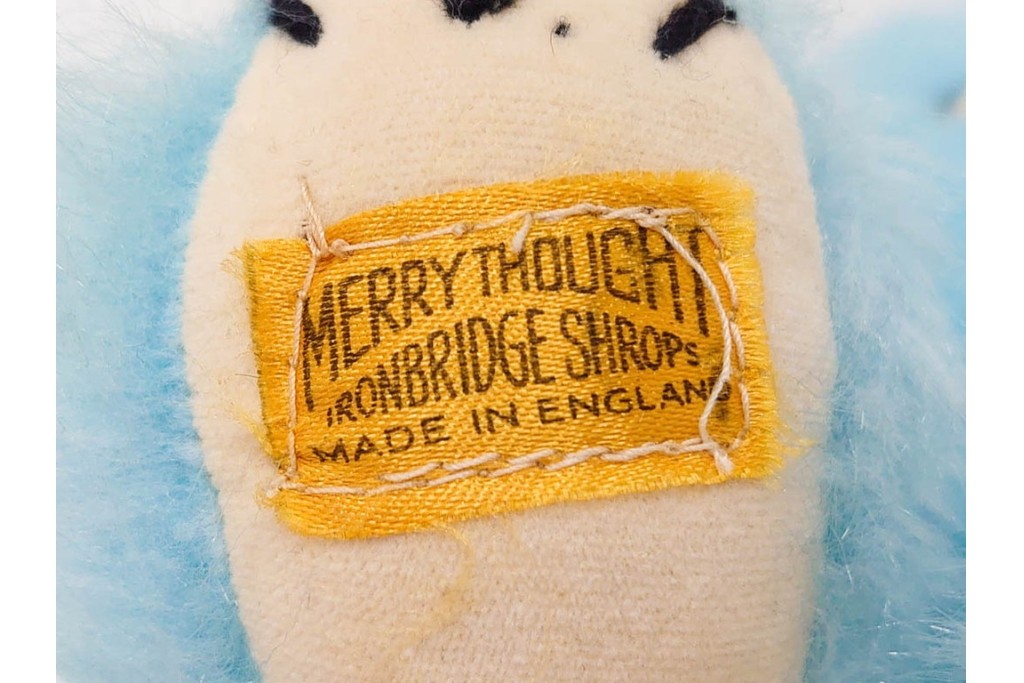 MERRYTHOUGHT
IRONBRIDGE SHROPS
MADE IN ENGLAND